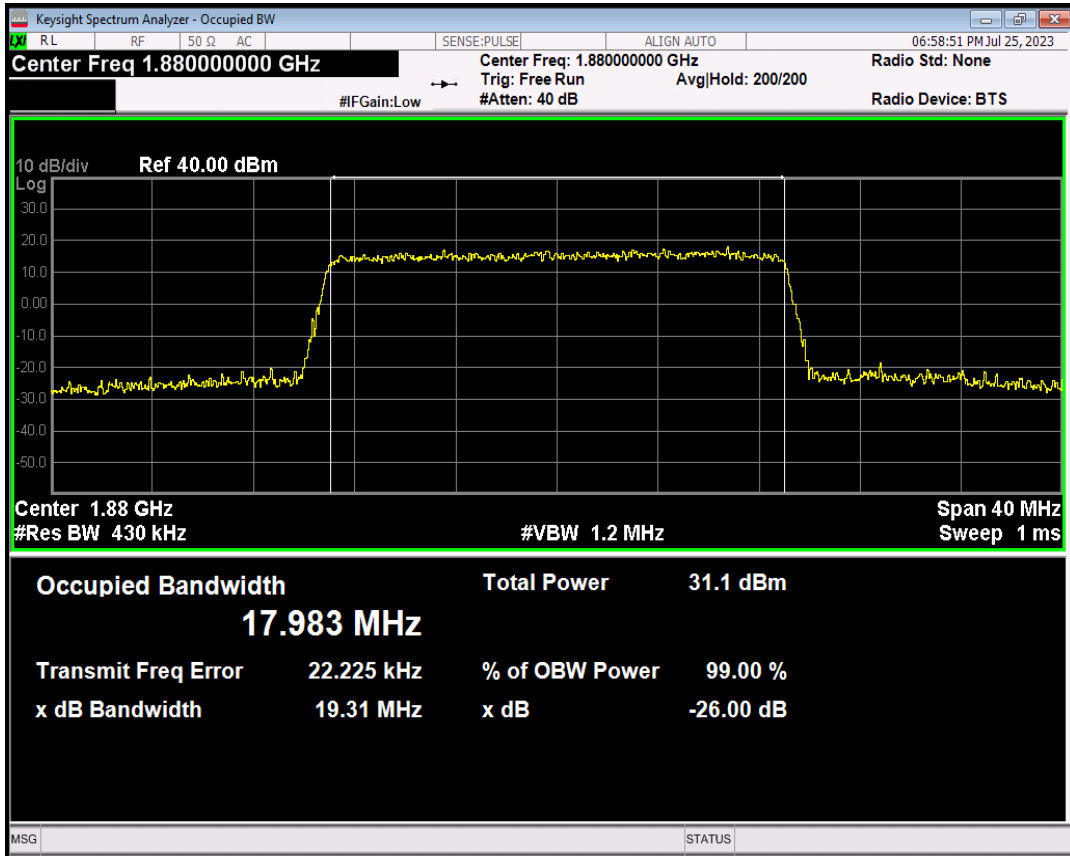 Keysight Spectrum Analyzer - Occupied BW
LXI RL RF 50 Ω AC SENSE:PULSE ALIGN AUTO 06:58:51 PM Jul 25, 2023
Center Freq 1.880000000 GHz Center Freq: 1.880000000 GHz Radio Std: None
Trig: Free Run Avg|Hold: 200/200
#IFGain:Low #Atten: 40 dB Radio Device: BTS
10 dB/div Ref 40.00 dBm
Log
30.0
20.0
10.0
0.00
-10.0
-20.0
-30.0
-40.0
-50.0
Center 1.88 GHz Span 40 MHz
#Res BW 430 kHz #VBW 1.2 MHz Sweep 1 ms
Occupied Bandwidth Total Power 31.1 dBm
17.983 MHz
Transmit Freq Error 22.225 kHz % of OBW Power 99.00 %
x dB Bandwidth 19.31 MHz x dB -26.00 dB
MSG STATUS